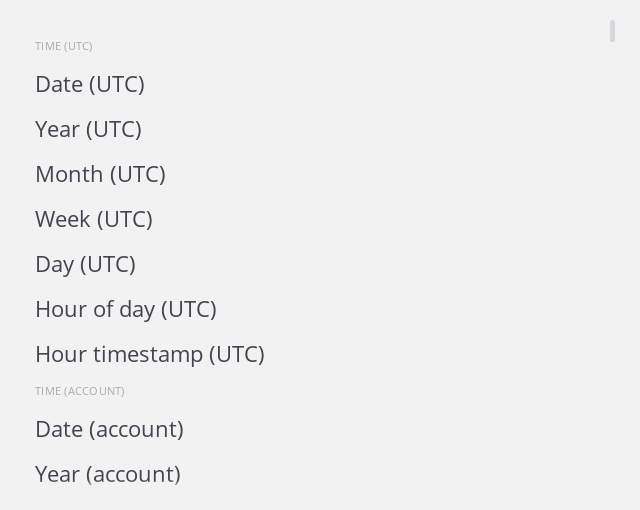 TIME (UTC)
Date (UTC)
Year (UTC)
Month (UTC)
Week (UTC)
Day (UTC)
Hour of day (UTC)
Hour timestamp (UTC)
TIME (ACCOUNT)
Date (account)
Year (account)